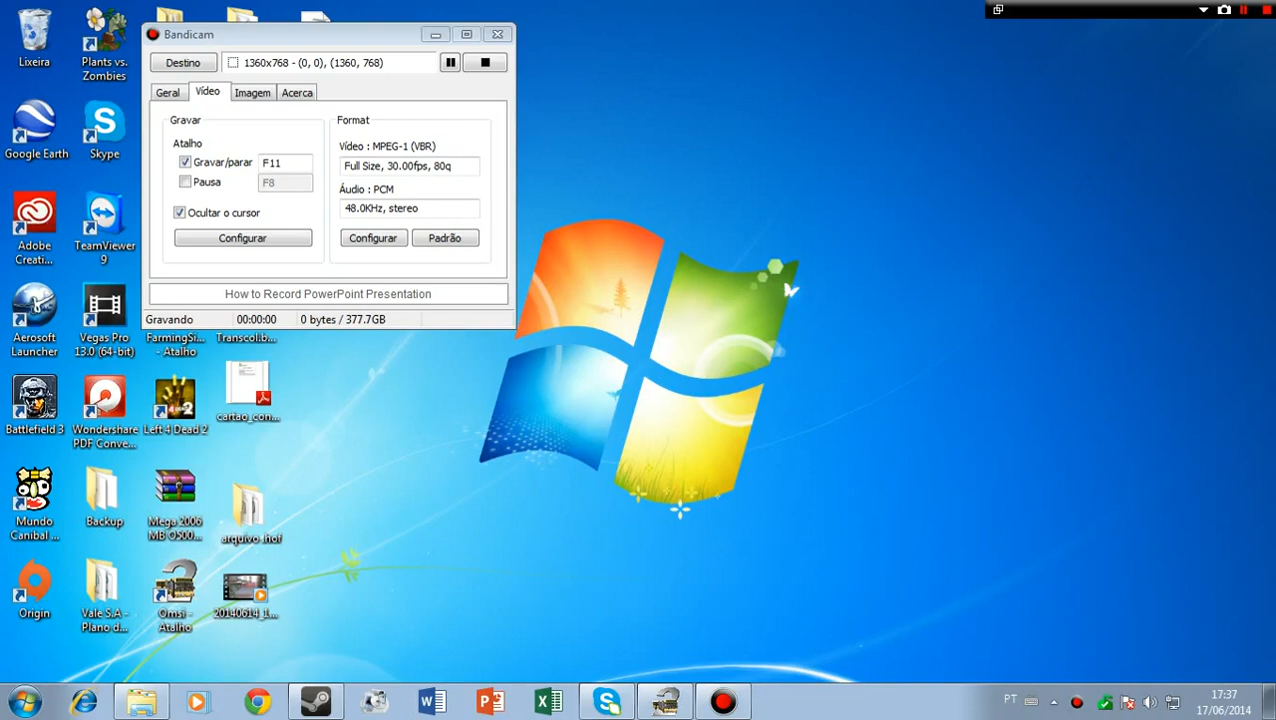 Bandicam
Destino
1360x768 - (0, 0), (1360, 768)
Geral
Vídeo
Imagem
Acerca
Gravar
Atalho
Gravar/parar
F11
Pausa
F8
Ocultar o cursor
Configurar
Format
Vídeo : MPEG-1 (VBR)
Full Size, 30.00fps, 80q
Áudio : PCM
48.0KHz, stereo
Configurar
Padrão
How to Record PowerPoint Presentation
Gravando
00:00:00
0 bytes / 377.7GB
Lixeira
Plants vs.
Zombies
Google Earth
Skype
Adobe
Creati...
TeamViewer
9
Aerosoft
Launcher
Vegas Pro
13.0 (64-bit)
FarmingSi...
- Atalho
Transcol.b...
Battlefield 3
Wondershare
PDF Conve...
Left 4 Dead 2
cartao_con...
Mundo
Canibal ...
Backup
Mega 2006
MB O500...
arquivo .hof
Origin
Vale S.A -
Plano d...
Omsi -
Atalho
20140614_1...
PT
17:37
17/06/2014